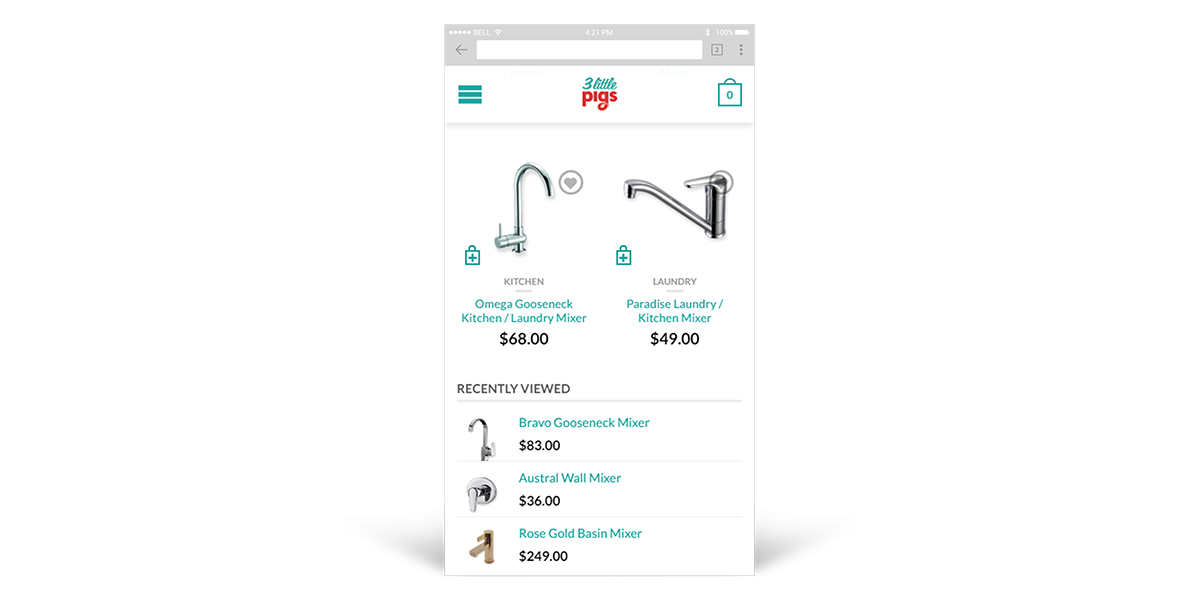 BELL 4:21 PM 100%
2
3 little
pigs
0
KITCHEN
Omega Gooseneck
Kitchen / Laundry Mixer
$68.00
LAUNDRY
Paradise Laundry /
Kitchen Mixer
$49.00
RECENTLY VIEWED
Bravo Gooseneck Mixer
$83.00
Austral Wall Mixer
$36.00
Rose Gold Basin Mixer
$249.00